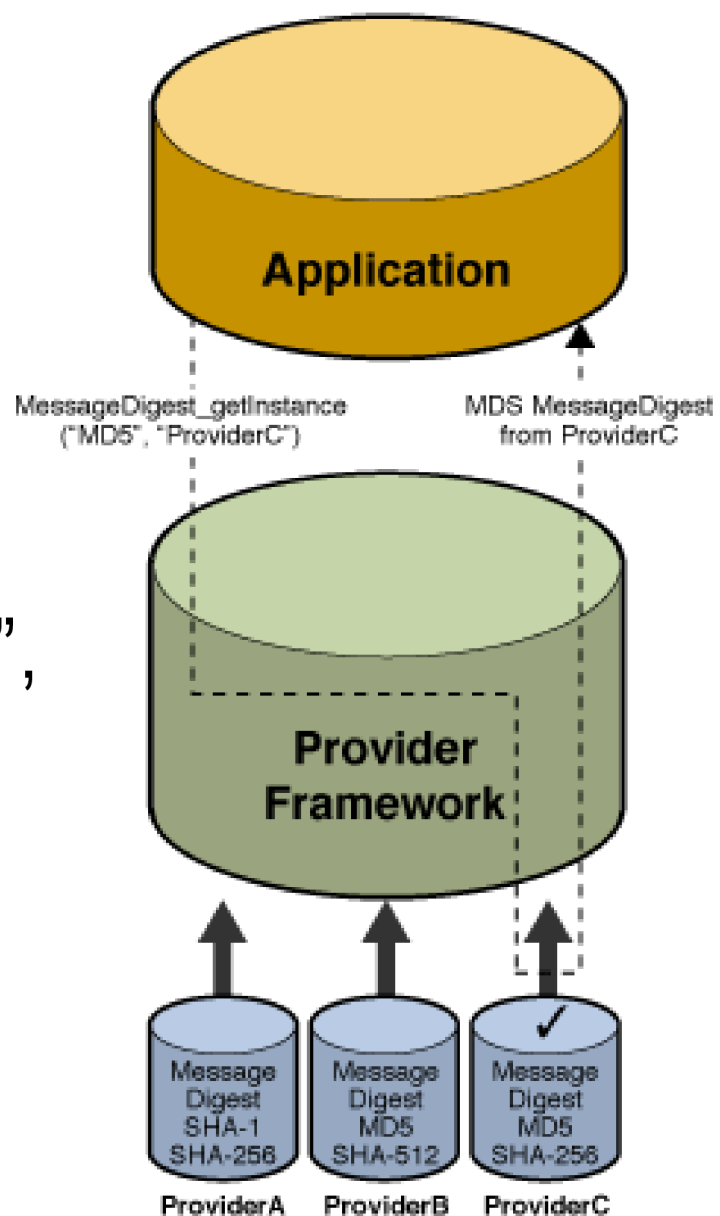 Application
MessageDigest_getInstance
("MD5", "ProviderC")
MDS MessageDigest
from ProviderC
”,
Provider
Framework
Message
Digest
SHA-1
SHA-256
ProviderA
Message
Digest
MD5
SHA-512
ProviderB
✓
Message
Digest
MD5
SHA-256
ProviderC